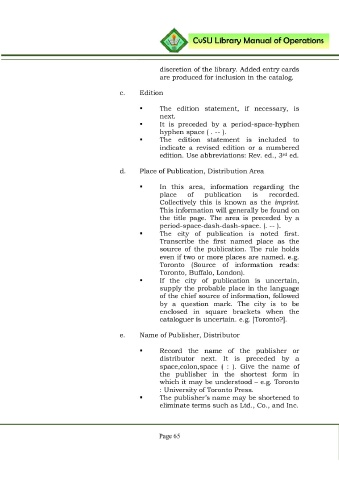 CvSU Library Manual of Operations
discretion of the library. Added entry cards
are produced for inclusion in the catalog.
c. Edition
▪ The edition statement, if necessary, is
next.
▪ It is preceded by a period-space-hyphen
hyphen space ( . -- ).
▪ The edition statement is included to
indicate a revised edition or a numbered
edition. Use abbreviations: Rev. ed., 3rd ed.
d. Place of Publication, Distribution Area
▪ In this area, information regarding the
place of publication is recorded.
Collectively this is known as the imprint.
This information will generally be found on
the title page. The area is preceded by a
period-space-dash-dash-space. (. -- ).
▪ The city of publication is noted first.
Transcribe the first named place as the
source of the publication. The rule holds
even if two or more places are named. e.g.
Toronto (Source of information reads:
Toronto, Buffalo, London).
▪ If the city of publication is uncertain,
supply the probable place in the language
of the chief source of information, followed
by a question mark. The city is to be
enclosed in square brackets when the
cataloguer is uncertain. e.g. [Toronto?].
e. Name of Publisher, Distributor
▪ Record the name of the publisher or
distributor next. It is preceded by a
space,colon,space ( : ). Give the name of
the publisher in the shortest form in
which it may be understood – e.g. Toronto
: University of Toronto Press.
▪ The publisher's name may be shortened to
eliminate terms such as Ltd., Co., and Inc.
Page 65